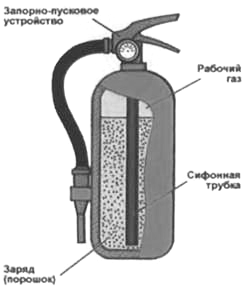 Запорно-пусковое
устройство
Рабочий
газ
Сифонная
трубка
Заряд
(порошок)